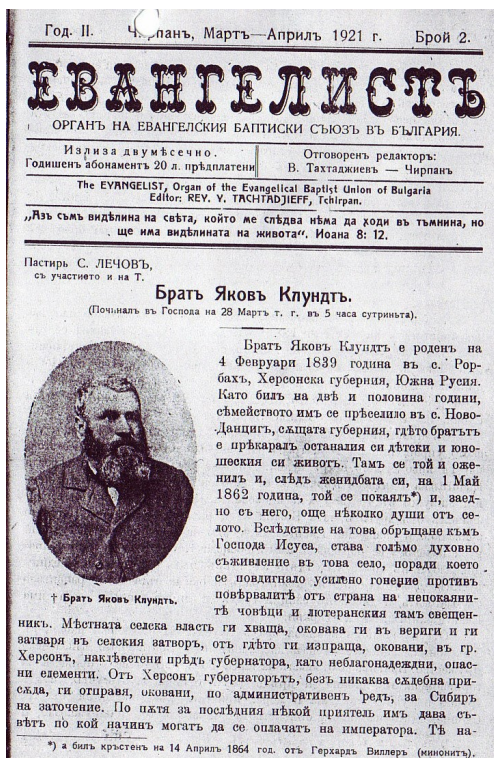 Год. II. Чирпанъ, Мартъ—Априлъ 1921 г. Брой 2.
ЕВАНГЕЛИСТЪ
ОРГАНЪ НА ЕВАНГЕЛСКИЯ БАПТИСКИ СЪЮЗЪ ВЪ БЪЛГАРИЯ.
Излиза двумѣсечно.
Годишенъ абонаментъ 20 л. предплатени
Отговоренъ редакторъ:
В. Тахтаджиевъ — Чирпанъ
The EVANGELIST, Organ of the Evangelical Baptist Union of Bulgaria
Editor: REV. V. TACHTADJIEFF, Tchirpan.
„Азъ съмъ видѣлина на свѣта, който ме слѣдва нѣма да ходи въ тъмнина, но
ще има видѣлината на живота“. Иоана 8: 12.
Пастирь С. ЛЕЧОВЪ,
съ участието и на Т.
Братъ Яковъ Клундтъ.
(Починалъ въ Господа на 28 Мартъ т. г. въ 5 часа сутриньта).
Братъ Яковъ Клундтъ е роденъ на
4 Февруари 1839 година въ с. Рор-
бахъ, Херсонска губерния, Южна Русия.
Като билъ на двѣ и половина години,
сѣмейството имъ се прѣселило въ с. Ново-
Данцигъ, сѫщата губерния, гдѣто братътъ
е прѣкаралъ останалия си дѣтски и юно-
шеския си животъ. Тамъ се той и оже-
нилъ и, слѣдъ женидбата си, на 1 Май
1862 година, той се покаялъ*) и, заед-
но съ него, още нѣколко души отъ се-
лото. Вследствие на това обръщане къмъ
Господа Исуса, става голѣмо духовно
съживление въ това село, поради което
се повдигнало усилено гонение противъ
повѣрвалитѣ отъ страна на непокаяни-
тѣ човѣци и лютеранския тамъ свещен-
† Братъ Яковъ Клундтъ.
никъ. Мѣстната селска власть ги хваща, окована ги въ вериги и ги
затваря въ селския затворъ, отъ гдѣто ги изпраща, оковани, въ гр.
Херсонъ, наклѣветени прѣдъ губернатора, като неблагонадеждни, опас-
ни елементи. Отъ Херсонъ губернаторътъ, безъ никаква сѫдебна при-
сѫда, ги отправя, оковани, по административенъ редъ, за Сибиръ
на заточение. По пѫтя за последния нѣкой приятель имъ дава съ-
вѣтъ по кой начинъ могатъ да се оплачатъ на императора. Тѣ на-
*) а билъ кръстенъ на 14 Априлъ 1864 год. отъ Герхардъ Виллеръ (минонитъ).